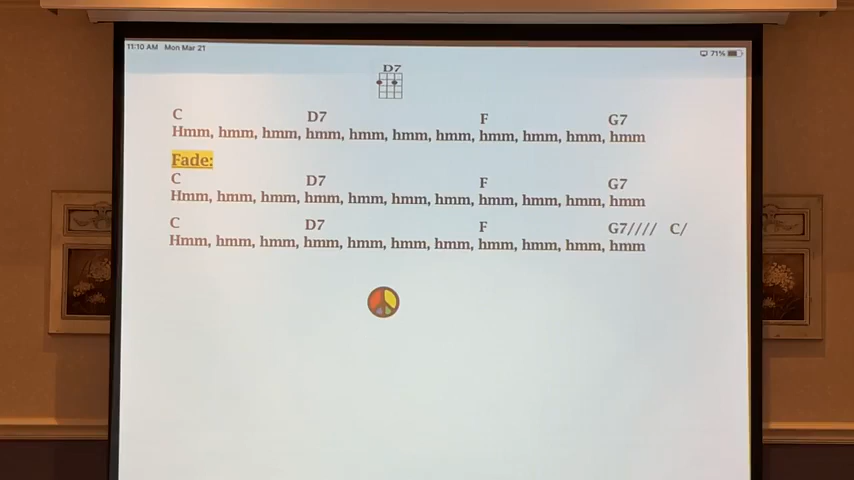 11:10 AM Mon Mar 21
71%
D7
C D7 F G7
Hmm, hmm, hmm, hmm, hmm, hmm, hmm, hmm, hmm, hmm, hmm
Fade:
C D7 F G7
Hmm, hmm, hmm, hmm, hmm, hmm, hmm, hmm, hmm, hmm, hmm
C D7 F G7//// C/
Hmm, hmm, hmm, hmm, hmm, hmm, hmm, hmm, hmm, hmm, hmm